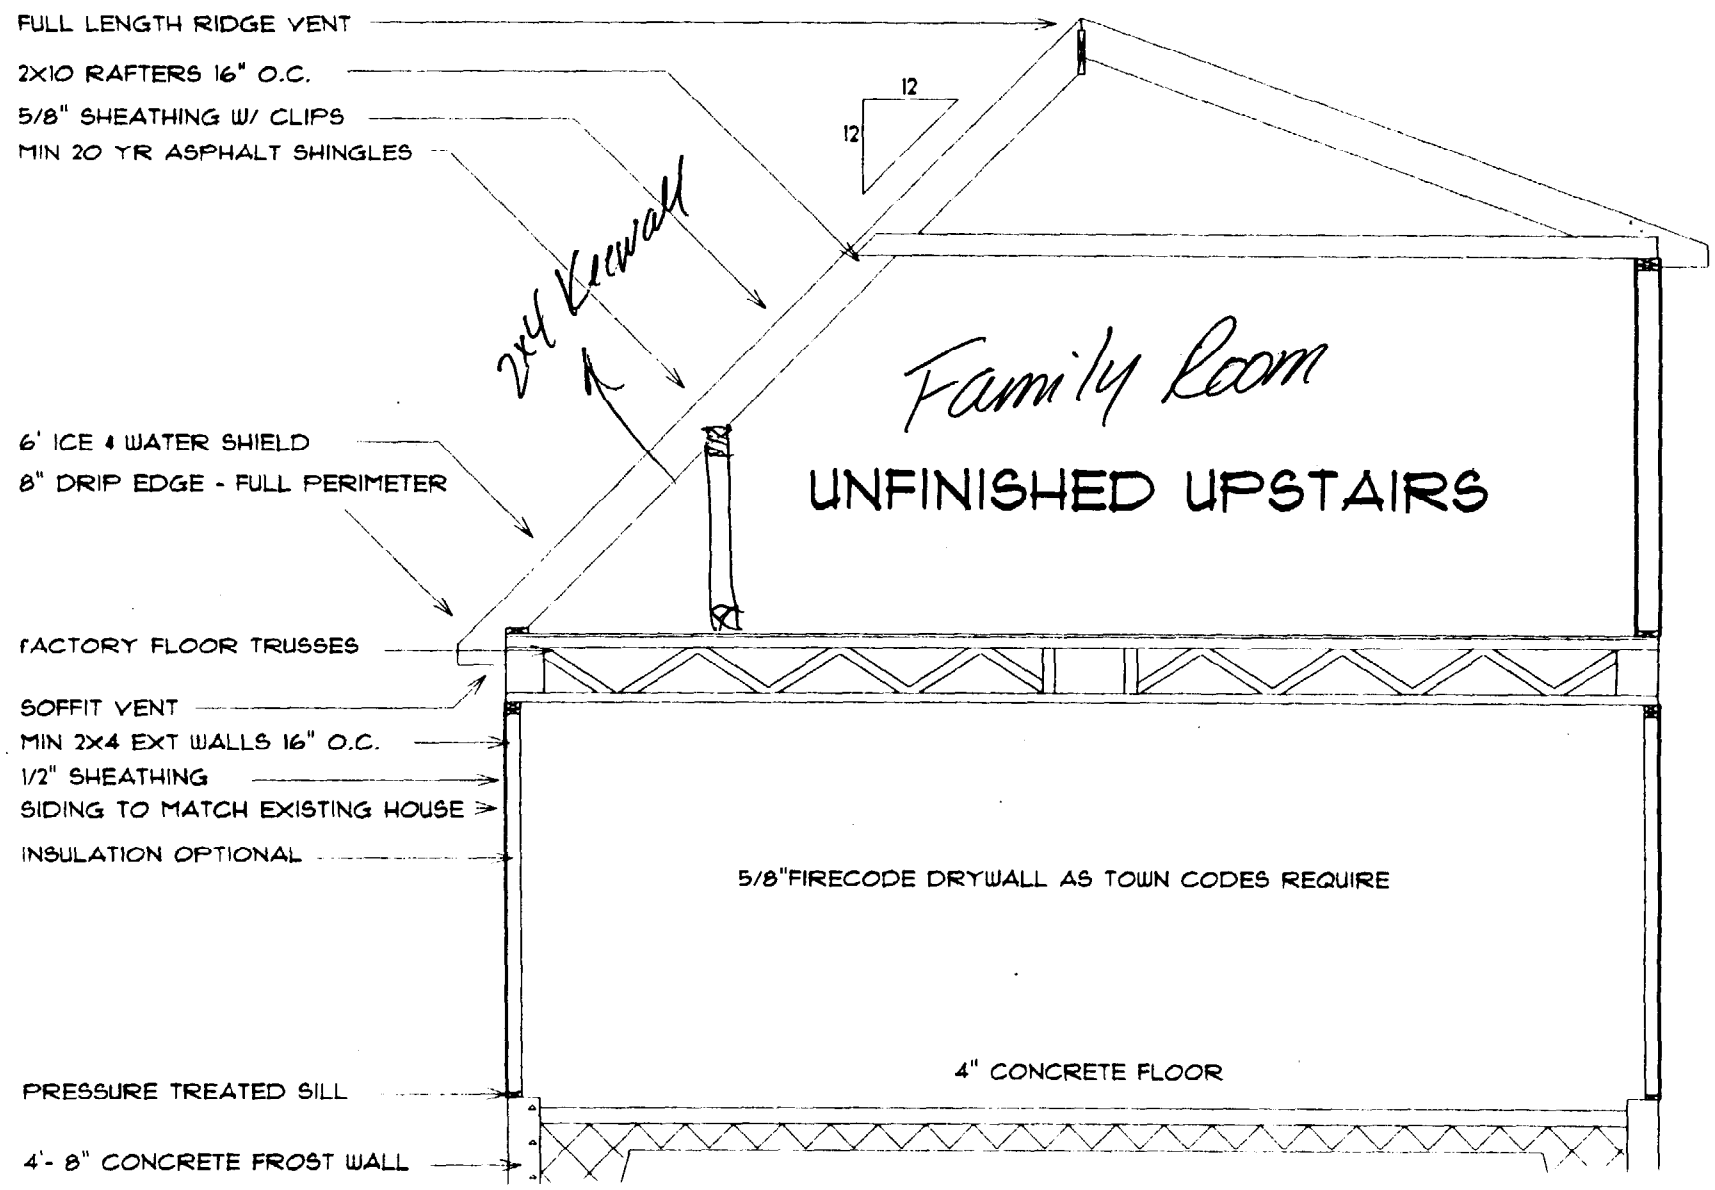 FULL LENGTH RIDGE VENT
2X10 RAFTERS 16" O.C.
5/8" SHEATHING W/ CLIPS
MIN 20 YR ASPHALT SHINGLES
12
12
2x4 Keewall
Family Room
UNFINISHED UPSTAIRS
6' ICE & WATER SHIELD
8" DRIP EDGE - FULL PERIMETER
FACTORY FLOOR TRUSSES
SOFFIT VENT
MIN 2X4 EXT WALLS 16" O.C.
1/2" SHEATHING
SIDING TO MATCH EXISTING HOUSE
INSULATION OPTIONAL
5/8"FIRECODE DRYWALL AS TOWN CODES REQUIRE
4" CONCRETE FLOOR
PRESSURE TREATED SILL
4'- 8" CONCRETE FROST WALL